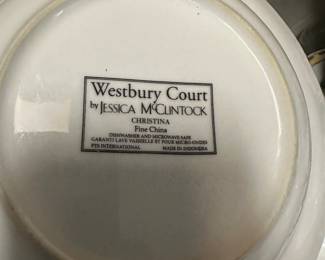 Westbury Court
by JESSICA McCLINTOCK
CHRISTINA
Fine China
DISHWASHER AND MICROWAVE SAFE
GARANTI LAVE VAISSELLE ET FOUR MICRO-ONDES
PTS INTERNATIONAL MADE IN INDONESIA